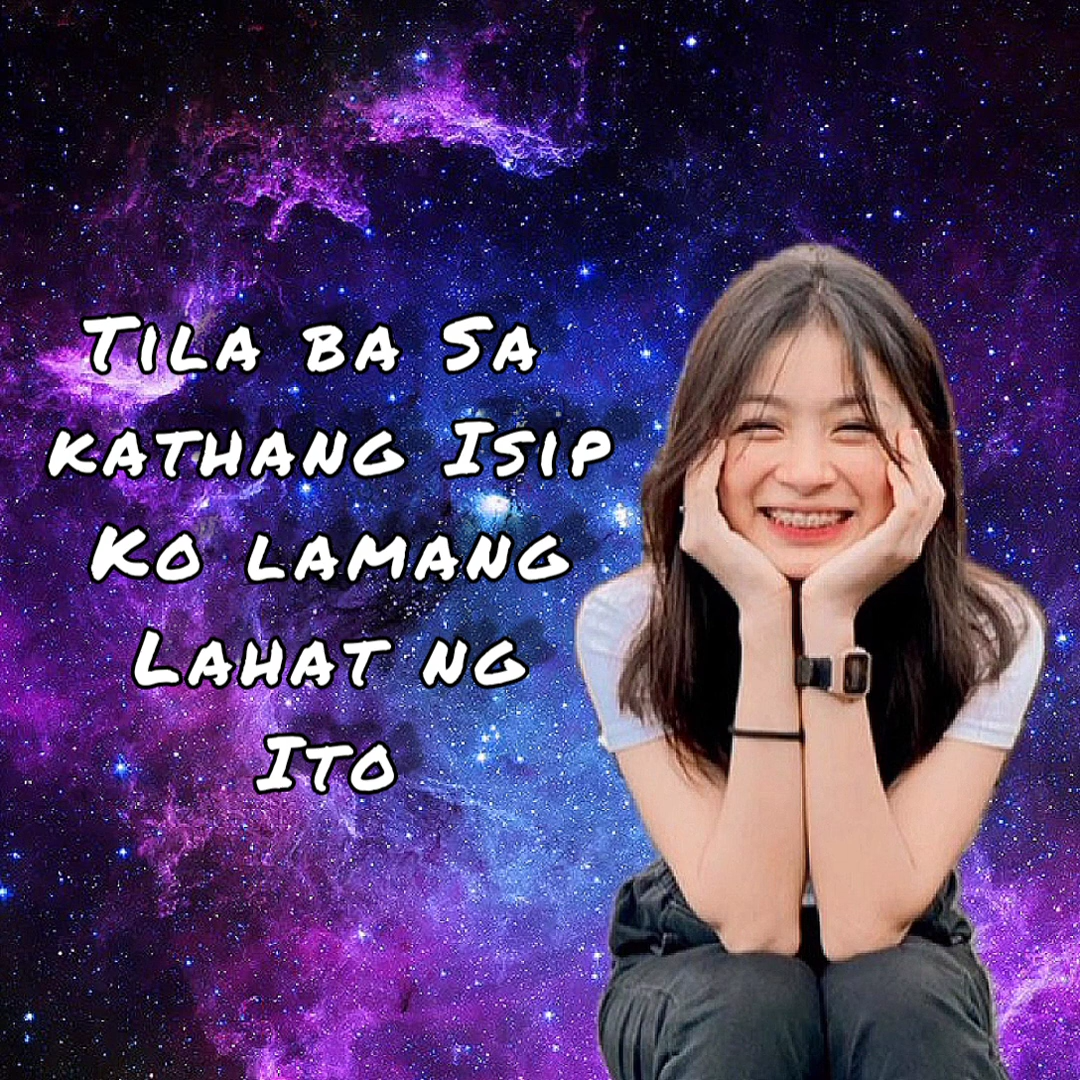 Tila ba Sa
kathang Isip
Ko lamang
Lahat ng
Ito